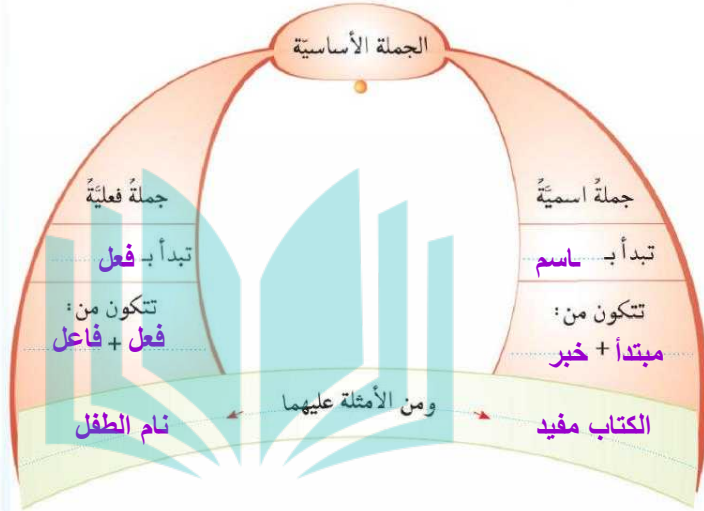 الجملة الأساسيّة
جملةُ اسميَّةُ
جملةُ فعليَّةُ
تبدأ بـ ـاسم
تبدأ بـ فعل
تتكون من:
مبتدأ + خبر
تتكون من:
فعل + فاعل
ومن الأمثلة عليهما
الكتاب مفيد
نام الطفل